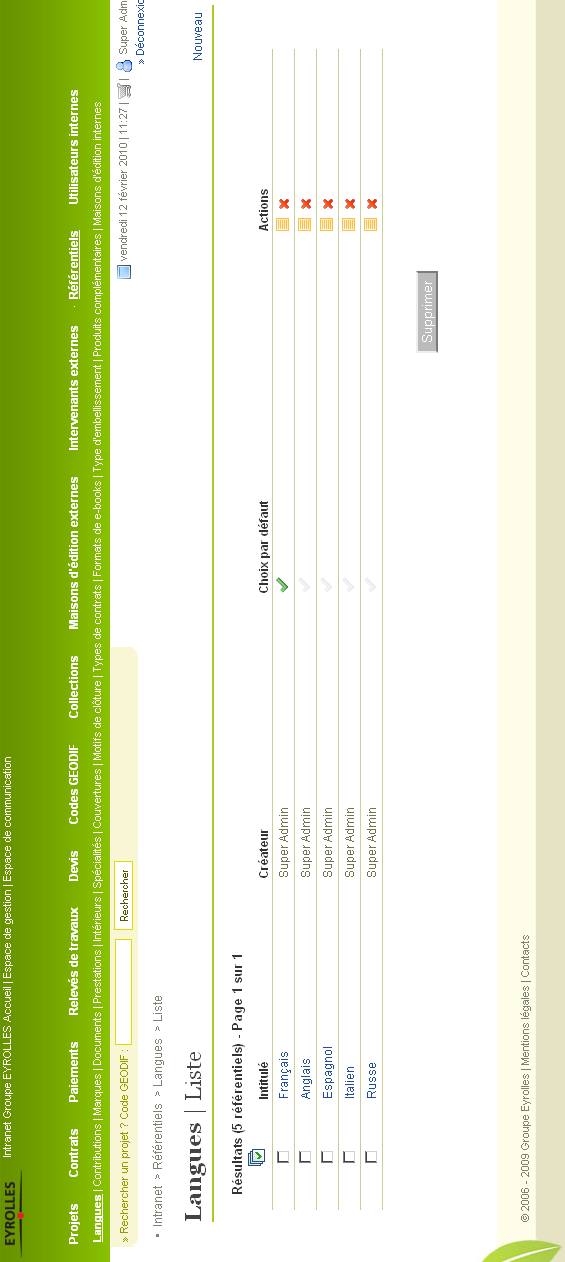 EYROLLES
Intranet Groupe EYROLLES Accueil | Espace de gestion | Espace de communication
Projets Contrats Paiements Relevés de travaux Devis Codes GEODIF Collections Maisons d'édition externes Intervenants externes · Référentiels Utilisateurs internes
Langues | Contributions | Marques | Documents | Prestations | Intérieurs | Spécialités | Couvertures | Motifs de clôture | Types de contrats | Formats de e-books | Type d'embellissement | Produits complémentaires | Maisons d'édition internes
» Rechercher un projet ? Code GEODIF : Rechercher
vendredi 12 février 2010 | 11:27 | | Super Adm
» Déconnexio
▪ Intranet > Référentiels > Langues > Liste
Langues | Liste
Nouveau
Résultats (5 référentiels) - Page 1 sur 1
Intitulé Créateur Choix par défaut Actions
Français Super Admin
Anglais Super Admin
Espagnol Super Admin
Italien Super Admin
Russe Super Admin
Supprimer
© 2006 - 2009 Groupe Eyrolles | Mentions légales | Contacts